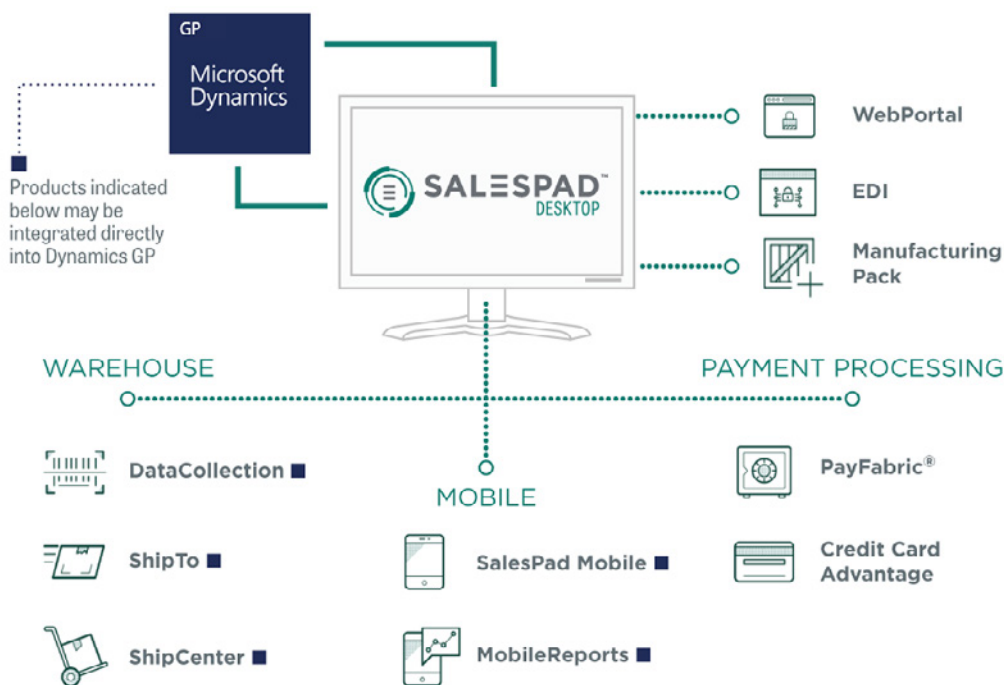 GP
Microsoft
Dynamics
Products indicated
below may be
integrated directly
into Dynamics GP
SALESPAD™
DESKTOP
WebPortal
EDI
Manufacturing
Pack
WAREHOUSE
DataCollection
ShipTo
ShipCenter
MOBILE
SalesPad Mobile
MobileReports
PAYMENT PROCESSING
PayFabric®
Credit Card
Advantage